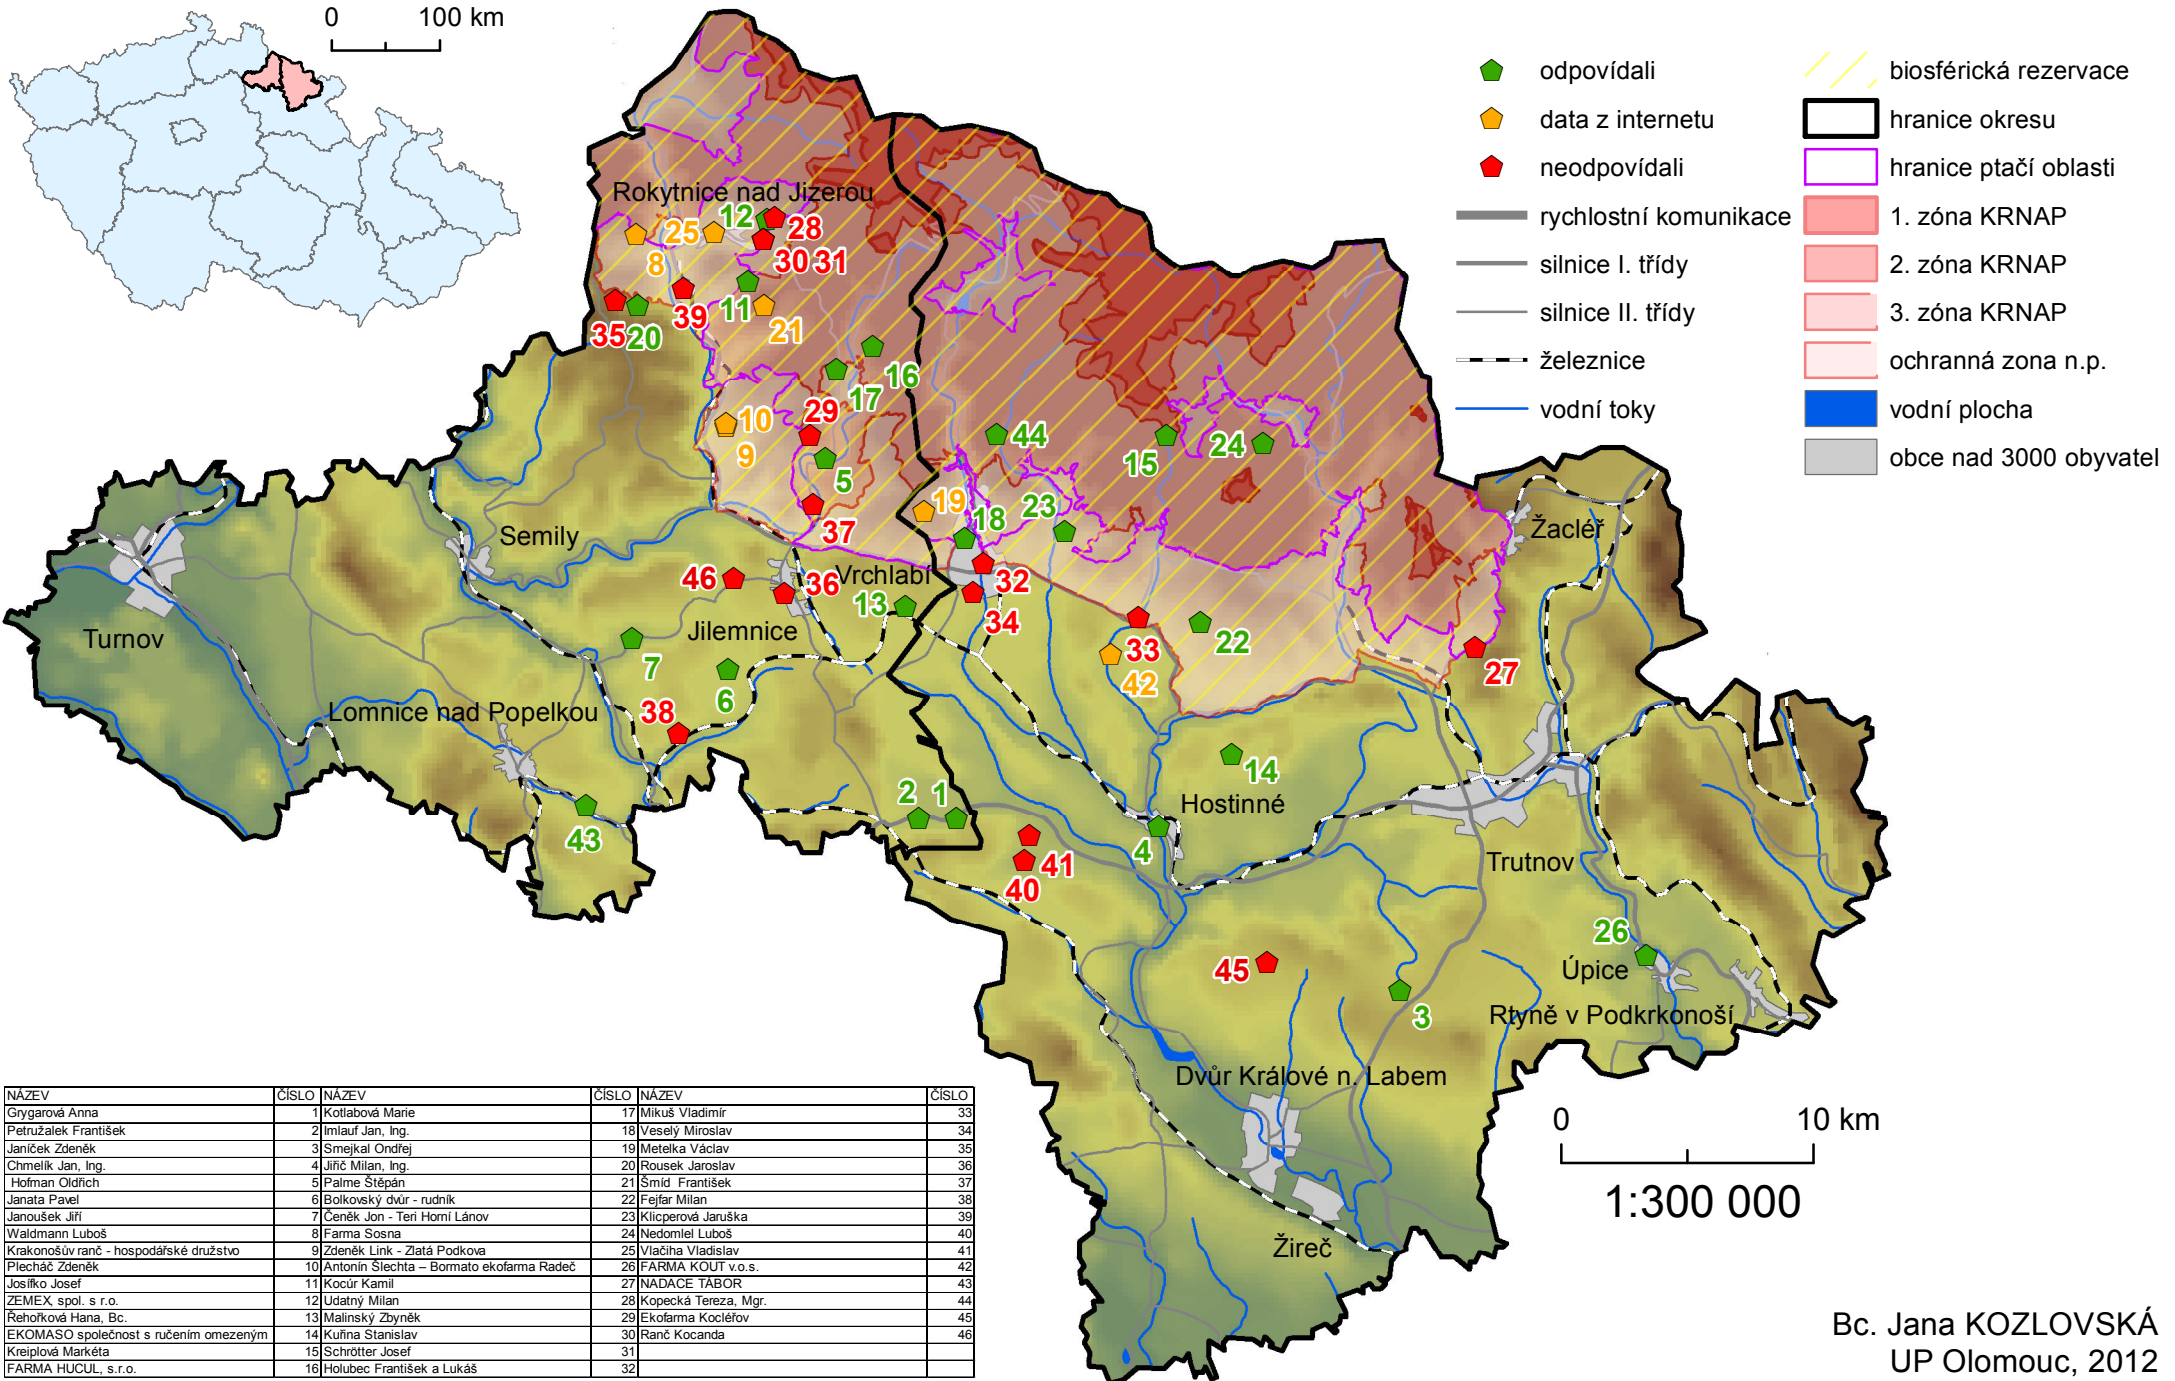 0 100 km
odpovídali
data z internetu
neodpovídali
rychlostní komunikace
silnice I. třídy
silnice II. třídy
železnice
vodní toky
biosférická rezervace
hranice okresu
hranice ptačí oblasti
1. zóna KRNAP
2. zóna KRNAP
3. zóna KRNAP
ochranná zona n.p.
vodní plocha
obce nad 3000 obyvatel
Rokytnice nad Jizerou
12
25
28
8
30 31
11
39
21
35 20
16
17
10
29
9
44
24
15
5
19
23
18
37
Semily
Žacléř
46
36
Vrchlabí
32
13
34
Turnov
Jilemnice
7
33
22
27
6
42
38
Lomnice nad Popelkou
14
2 1
Hostinné
43
4
41
40
Trutnov
26
45
Úpice
3
Rtyně v Podkrkonoší
Dvůr Králové n. Labem
Žireč
0 10 km
1:300 000
NÁZEV ČÍSLO NÁZEV ČÍSLO NÁZEV ČÍSLO
Grygarová Anna 1 Kotlabová Marie 17 Mikuš Vladimír 33
Petružalek František 2 Imlauf Jan, Ing. 18 Veselý Miroslav 34
Janíček Zdeněk 3 Smejkal Ondřej 19 Metelka Václav 35
Chmelík Jan, Ing. 4 Jiřič Milan, Ing. 20 Rousek Jaroslav 36
Hofman Oldřich 5 Palme Štěpán 21 Šmíd František 37
Janata Pavel 6 Bolkovský dvůr - rudník 22 Fejfar Milan 38
Janoušek Jiří 7 Čeněk Jon - Teri Horní Lánov 23 Klicperová Jaruška 39
Waldmann Luboš 8 Farma Sosna 24 Nedomlel Luboš 40
Krakonošův ranč - hospodářské družstvo 9 Zdeněk Link - Zlatá Podkova 25 Vlačiha Vladislav 41
Plecháč Zdeněk 10 Antonín Šlechta – Bormato ekofarma Radeč 26 FARMA KOUT v.o.s. 42
Josífko Josef 11 Kocúr Kamil 27 NADACE TÁBOR 43
ZEMEX, spol. s r.o. 12 Udatný Milan 28 Kopecká Tereza, Mgr. 44
Řehořková Hana, Bc. 13 Malinský Zbyněk 29 Ekofarma Kocléřov 45
EKOMASO společnost s ručením omezeným 14 Kuřina Stanislav 30 Ranč Kocanda 46
Kreiplová Markéta 15 Schrötter Josef 31
FARMA HUCUL, s.r.o. 16 Holubec František a Lukáš 32
Bc. Jana KOZLOVSKÁ
UP Olomouc, 2012